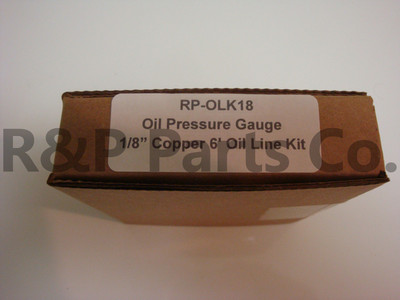 RP-OLK18
Oil Pressure Gauge
1/8" Copper 6' Oil Line Kit
R&P Parts Co.